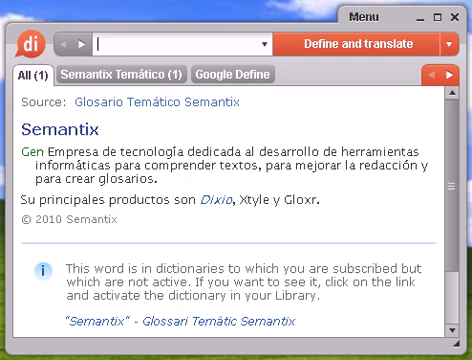 Menu
di
Define and translate
All (1)
Semantix Temático (1)
Google Define
Source: Glosario Temático Semantix
Semantix
Gen Empresa de tecnología dedicada al desarrollo de herramientas
informáticas para comprender textos, para mejorar la redacción y
para crear glosarios.
Su principales productos son Dixio, Xtyle y Gloxr.
© 2010 Semantix
i
This word is in dictionaries to which you are subscribed but
which are not active. If you want to see it, click on the link
and activate the dictionary in your Library.
"Semantix" - Glossari Temàtic Semantix